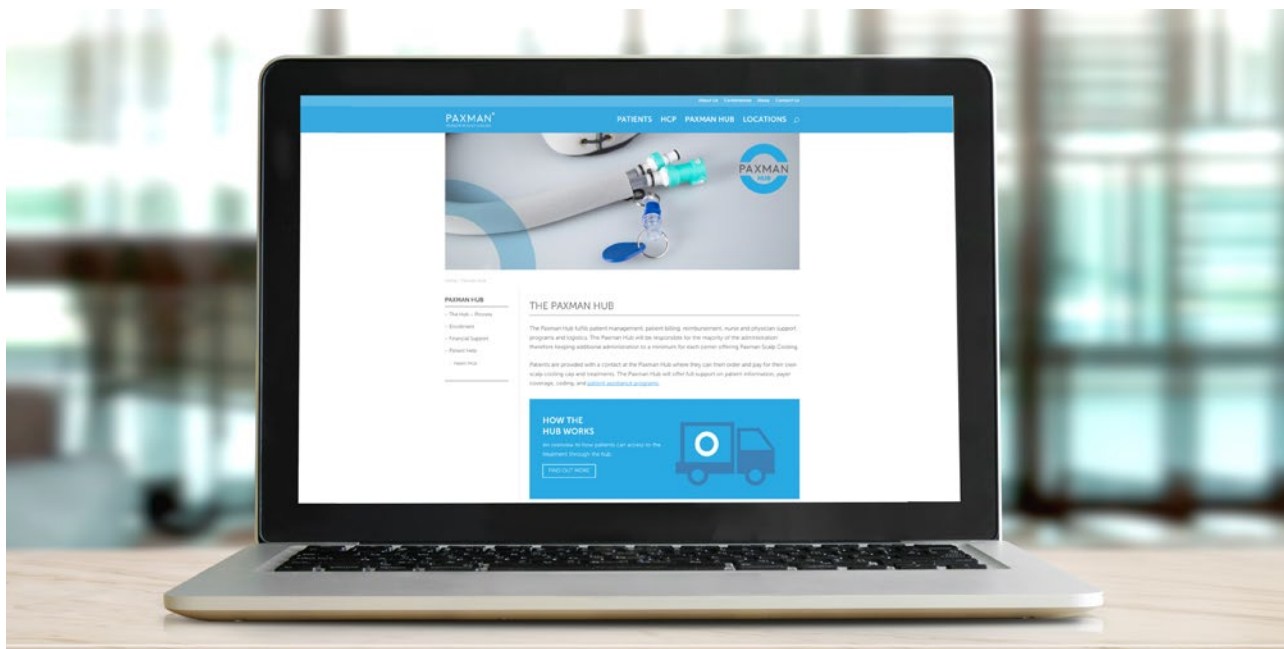 About Us Conferences News Contact Us
PAXMAN
PATIENTS HCP PAXMAN HUB LOCATIONS
PAXMAN
HUB
PAXMAN HUB
The Hub – Process
Enrollment
Financial Support
Patient Help
THE PAXMAN HUB
The Paxman Hub fulfils patient management, patient billing, reimbursement, nurse and physician support
programs and logistics. The Paxman Hub will be responsible for the majority of the administration
therefore keeping additional administration to a minimum for each center offering Paxman Scalp Cooling.
Patients are provided with a contact at the Paxman Hub where they can then order and pay for their own
scalp cooling cap and treatments. The Paxman Hub will offer full support on patient information, payer
coverage, coding, and patient assistance programs.
HOW THE
HUB WORKS
An overview to how patients can access to the
treatment through the hub.
FIND OUT MORE